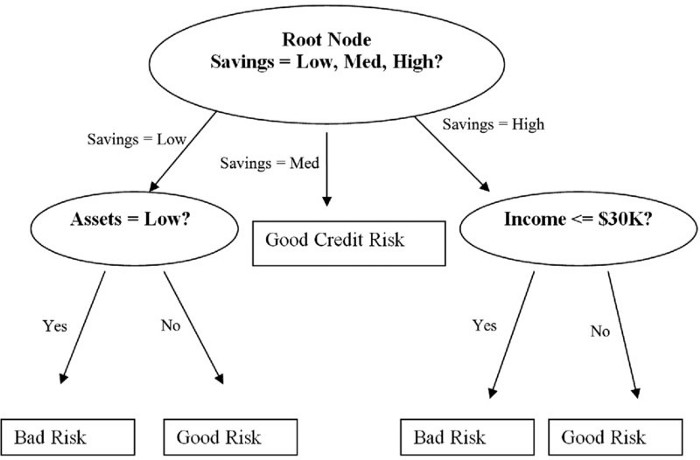 Root Node
Savings = Low, Med, High?
Savings = Low
Savings = Med
Savings = High
Assets = Low?
Good Credit Risk
Income <= $30K?
Yes
No
Yes
No
Bad Risk
Good Risk
Bad Risk
Good Risk